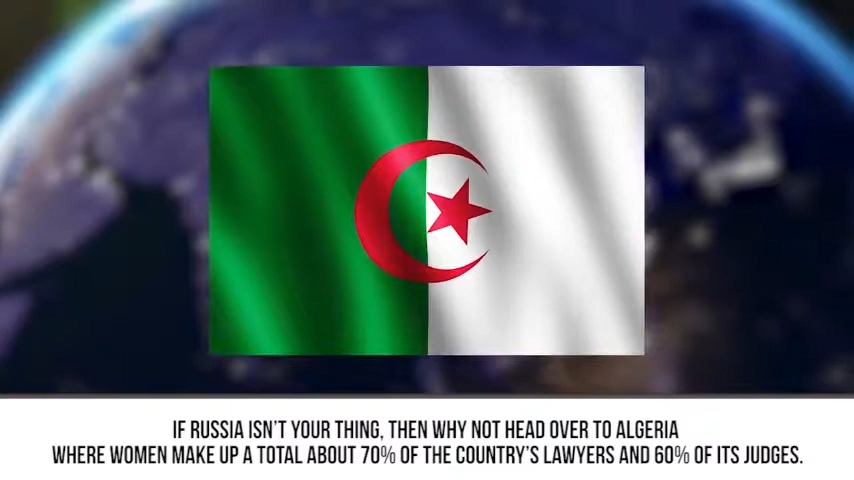 IF RUSSIA ISN'T YOUR THING, THEN WHY NOT HEAD OVER TO ALGERIA
WHERE WOMEN MAKE UP A TOTAL ABOUT 70% OF THE COUNTRY'S LAWYERS AND 60% OF ITS JUDGES.